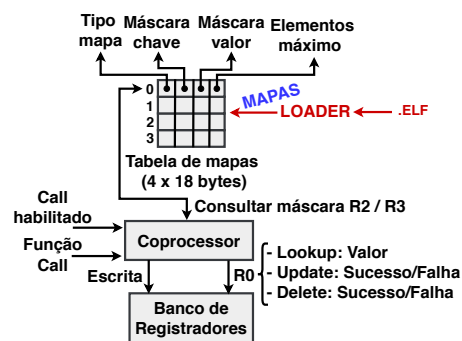 Tipo
mapa
Máscara
chave
Máscara
valor
Elementos
máximo
0
1
2
3
MAPAS
LOADER
.ELF
Tabela de mapas
(4 x 18 bytes)
Consultar máscara R2 / R3
Call
habilitado
Função
Call
Coprocessor
Escrita
R0
- Lookup: Valor
- Update: Sucesso/Falha
- Delete: Sucesso/Falha
Banco de
Registradores